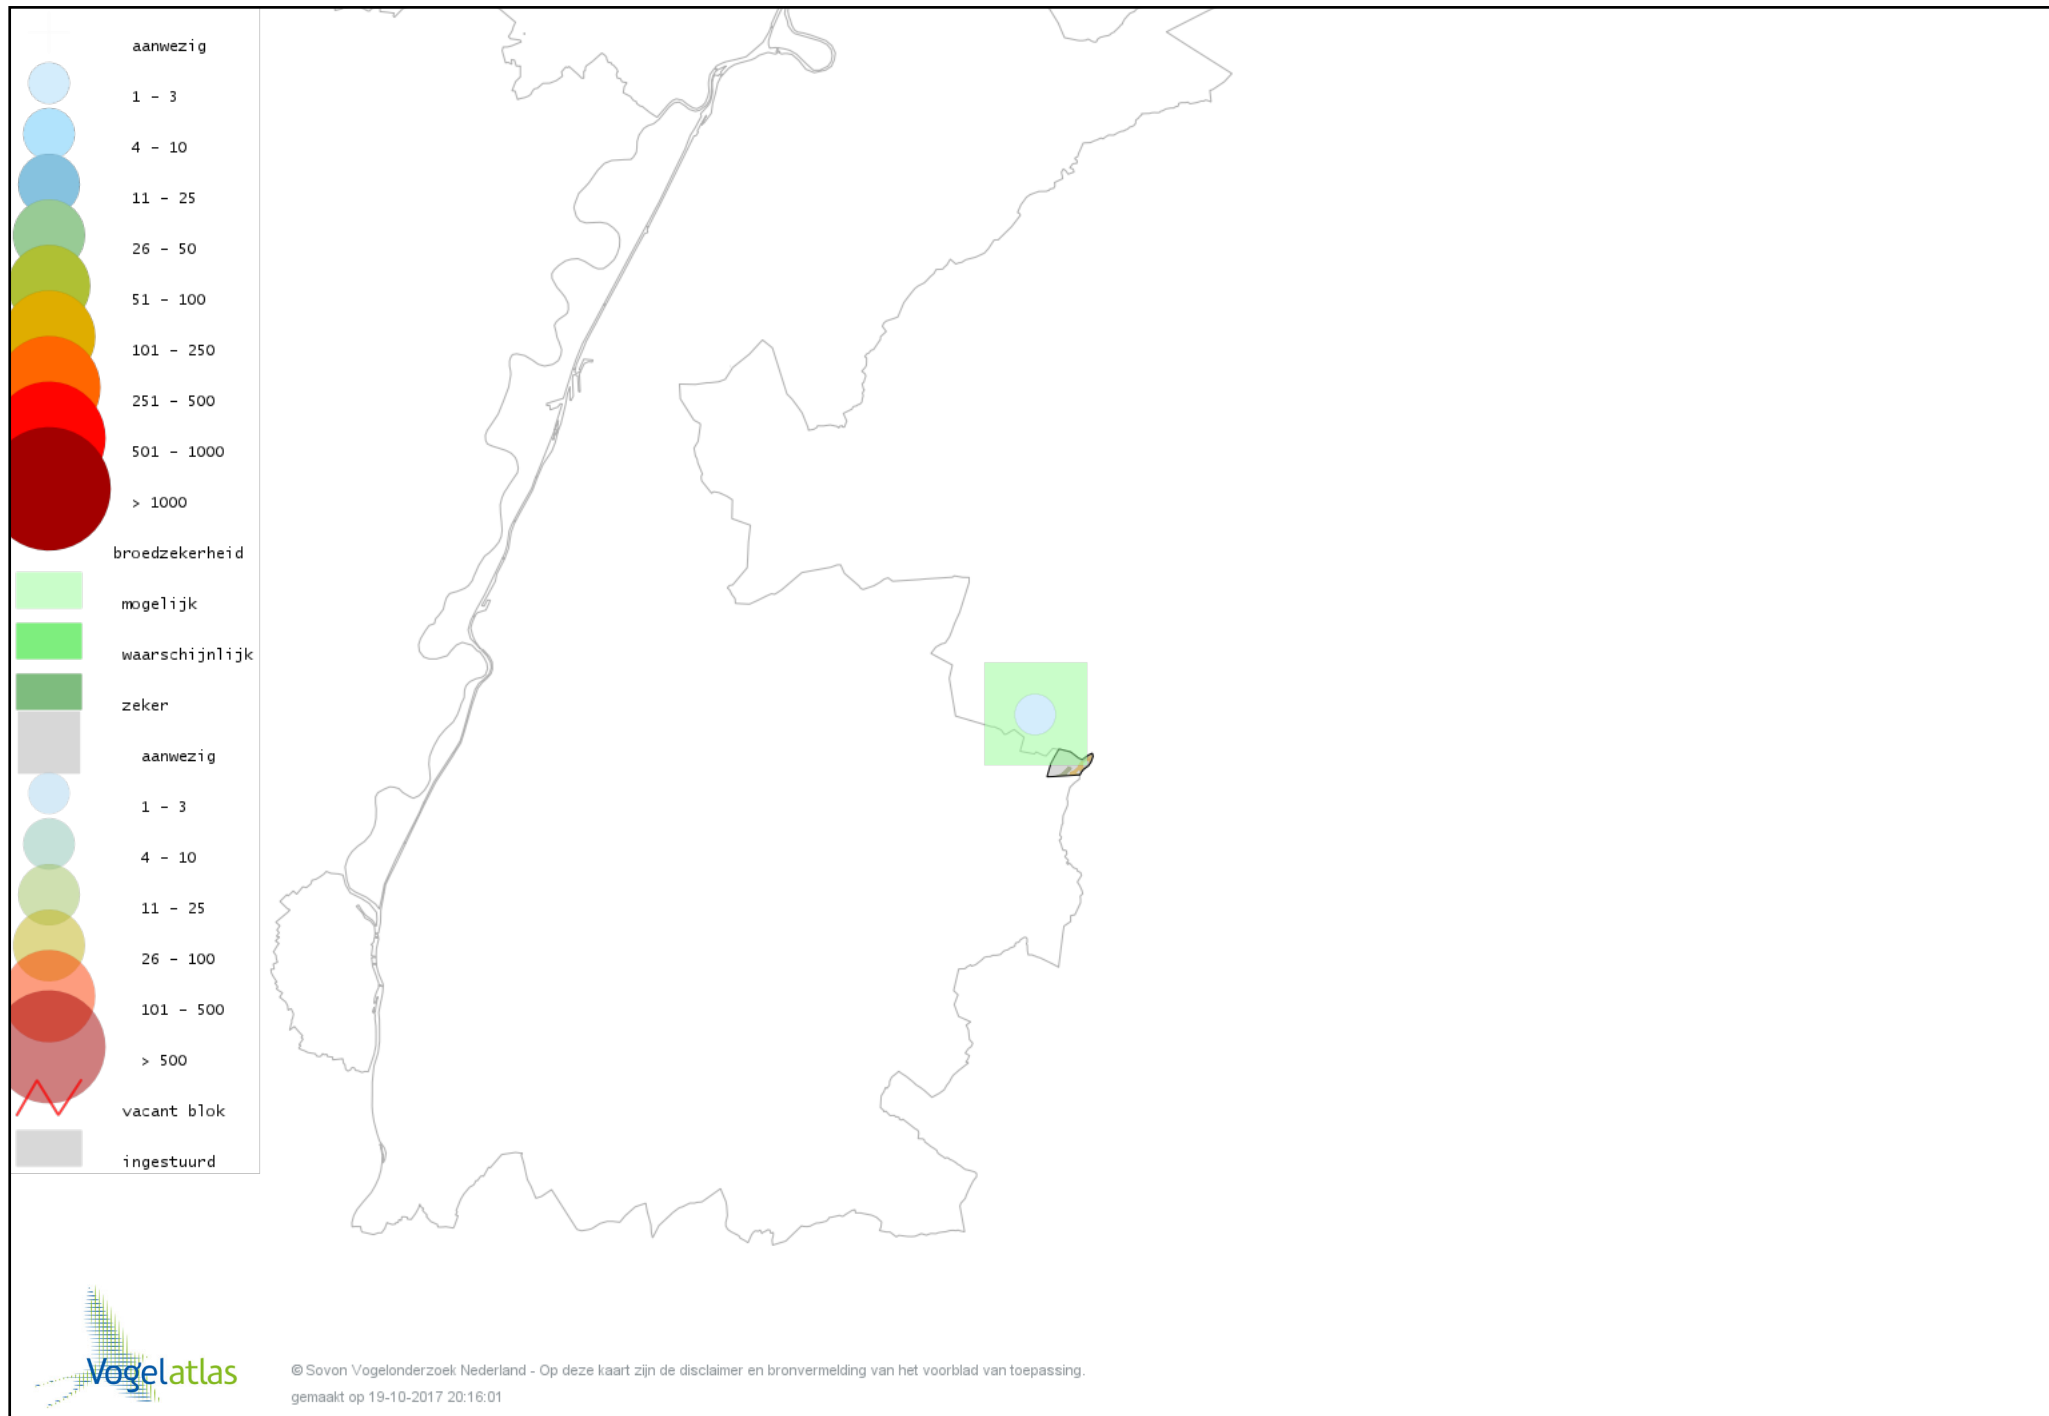 aanwezig
1 - 3
4 - 10
11 - 25
26 - 50
51 - 100
101 - 250
251 - 500
501 - 1000
> 1000
broedzekerheid
mogelijk
waarschijnlijk
zeker
aanwezig
1 - 3
4 - 10
11 - 25
26 - 100
101 - 500
> 500
vacant blok
ingestuurd
Vogelatlas
© Sovon Vogelonderzoek Nederland - Op deze kaart zijn de disclaimer en bronvermelding van het voorblad van toepassing.
gemaakt op 19-10-2017 20:16:01